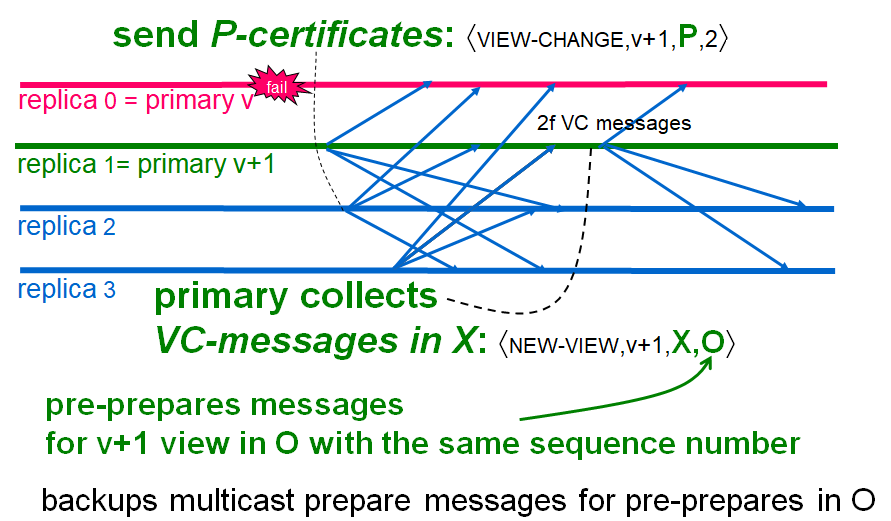 send P-certificates: ⟨VIEW-CHANGE,v+1,P,2⟩
fail
replica 0 = primary v
2f VC messages
replica 1= primary v+1
replica 2
replica 3
primary collects
VC-messages in X: ⟨NEW-VIEW,v+1,X,O⟩
pre-prepares messages
for v+1 view in O with the same sequence number
backups multicast prepare messages for pre-prepares in O